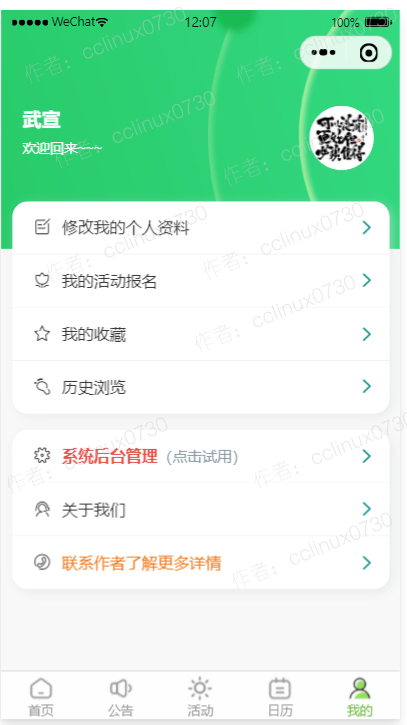 WeChat 12:07 100%
武宣
欢迎回来~~~
修改我的个人资料
我的活动报名
我的收藏
历史浏览
系统后台管理 (点击试用)
关于我们
联系作者了解更多详情
首页 公告 活动 日历 我的
作者：cclinux0730